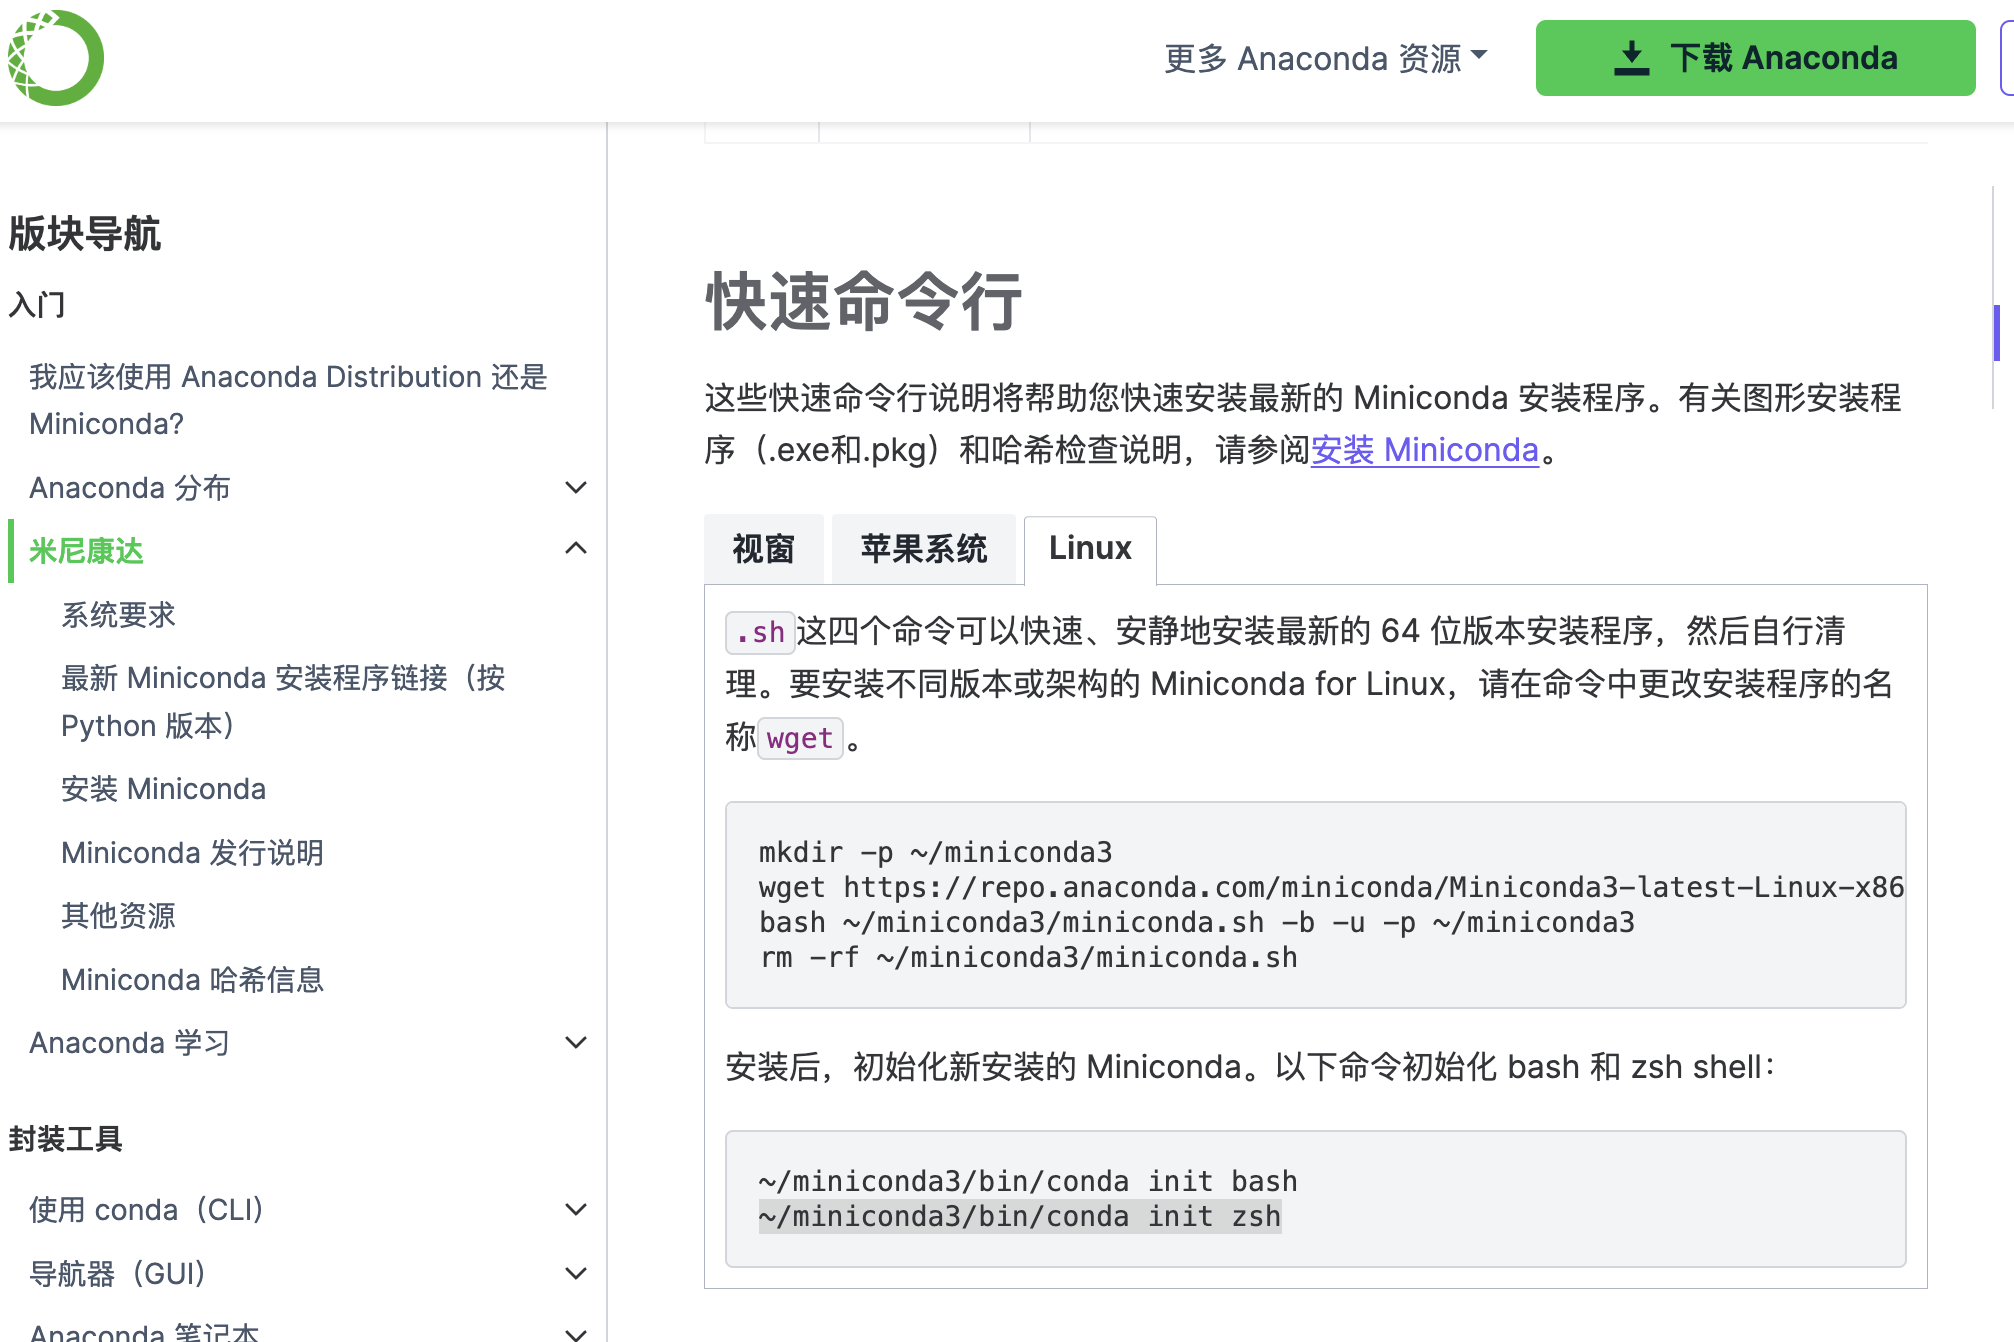 更多 Anaconda 资源
下载 Anaconda
版块导航
入门
我应该使用 Anaconda Distribution 还是
Miniconda?
Anaconda 分布
米尼康达
系统要求
最新 Miniconda 安装程序链接（按
Python 版本）
安装 Miniconda
Miniconda 发行说明
其他资源
Miniconda 哈希信息
Anaconda 学习
封装工具
使用 conda（CLI）
导航器（GUI）
Anaconda 笔记本
快速命令行
这些快速命令行说明将帮助您快速安装最新的 Miniconda 安装程序。有关图形安装程
序（.exe和.pkg）和哈希检查说明，请参阅安装 Miniconda。
视窗
苹果系统
Linux
.sh这四个命令可以快速、安静地安装最新的 64 位版本安装程序，然后自行清
理。要安装不同版本或架构的 Miniconda for Linux，请在命令中更改安装程序的名
称wget。
mkdir -p ~/miniconda3
wget https://repo.anaconda.com/miniconda/Miniconda3-latest-Linux-x86
bash ~/miniconda3/miniconda.sh -b -u -p ~/miniconda3
rm -rf ~/miniconda3/miniconda.sh
安装后，初始化新安装的 Miniconda。以下命令初始化 bash 和 zsh shell：
~/miniconda3/bin/conda init bash
~/miniconda3/bin/conda init zsh